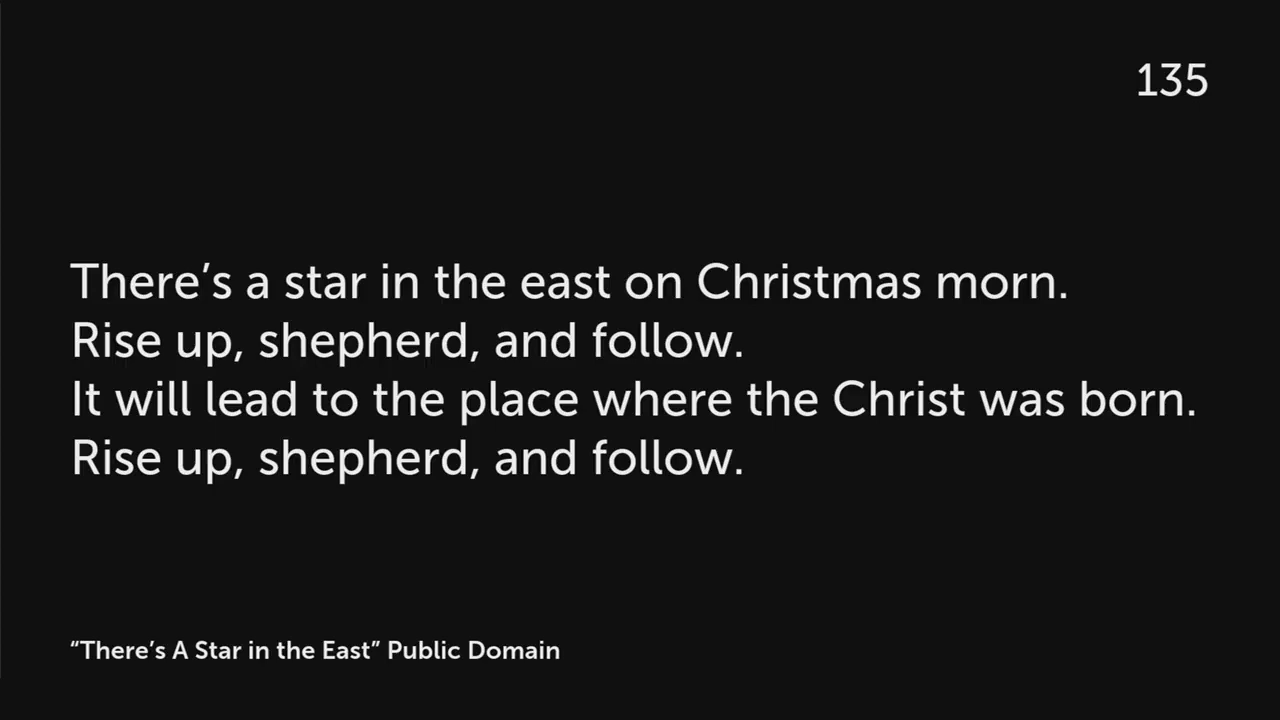 135
There’s a star in the east on Christmas morn.
Rise up, shepherd, and follow.
It will lead to the place where the Christ was born.
Rise up, shepherd, and follow.
“There’s A Star in the East” Public Domain